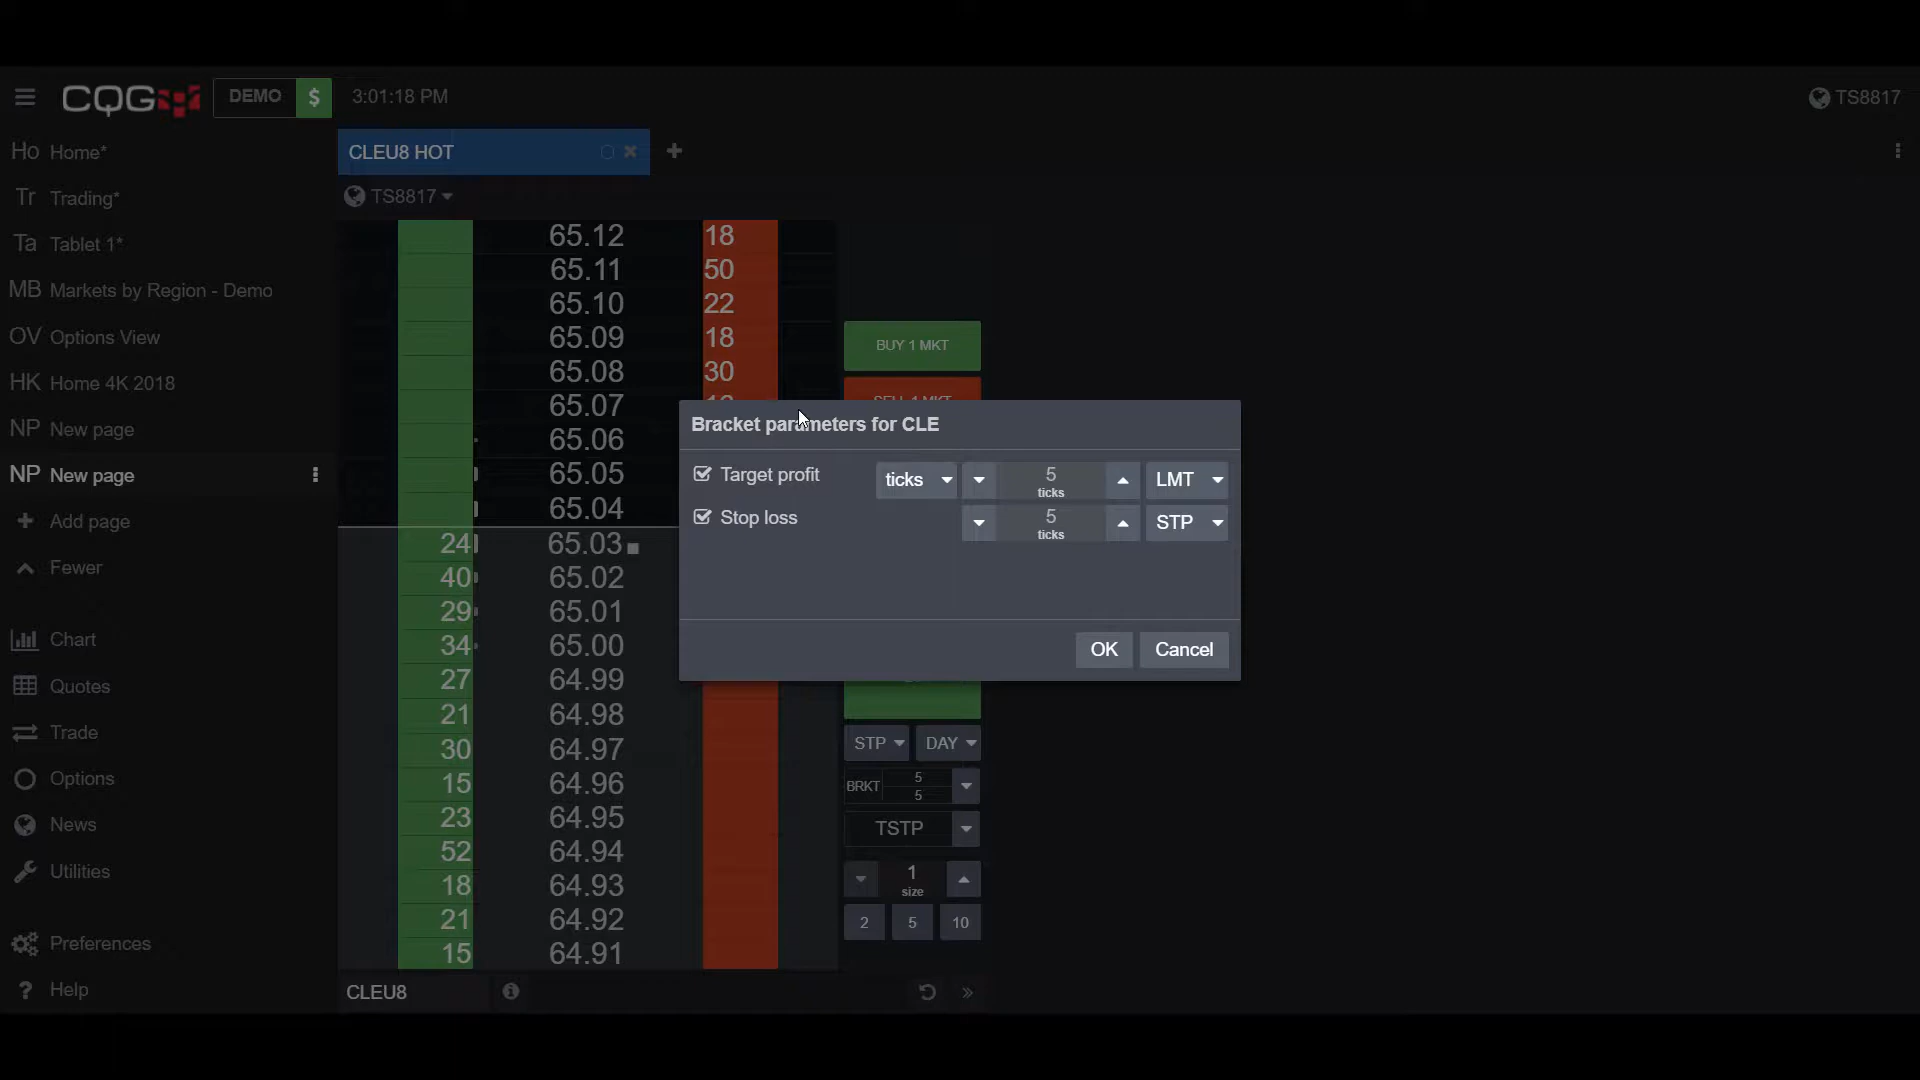 CQG DEMO $ 3:01:18 PM TS8817
Ho Home*
Tr Trading*
Ta Tablet 1*
MB Markets by Region - Demo
OV Options View
HK Home 4K 2018
NP New page
NP New page
Add page
Fewer
Chart
Quotes
Trade
Options
News
Utilities
Preferences
? Help
CLEU8 HOT
TS8817
65.12 18
65.11 50
65.10 22
65.09 18
65.08 30
65.07
65.06
65.05
65.04
24 65.03
40 65.02
29 65.01
34 65.00
27 64.99
21 64.98
30 64.97
15 64.96
23 64.95
52 64.94
18 64.93
21 64.92
15 64.91
CLEU8
BUY 1 MKT
SELL 1 MKT
Bracket parameters for CLE
Target profit ticks 5 ticks LMT
Stop loss 5 ticks STP
OK Cancel
STP DAY
BRKT 5 5
TSTP
1
size
2 5 10